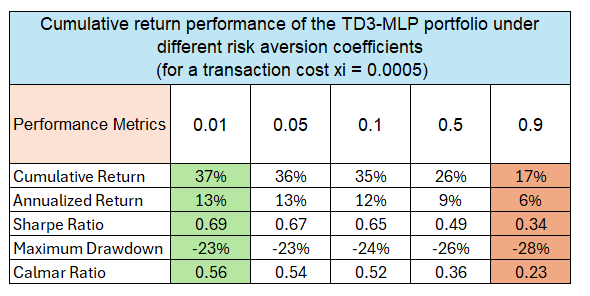 Cumulative return performance of the TD3-MLP portfolio under
different risk aversion coefficients
(for a transaction cost xi = 0.0005)
Performance Metrics 0.01 0.05 0.1 0.5 0.9
Cumulative Return 37% 36% 35% 26% 17%
Annualized Return 13% 13% 12% 9% 6%
Sharpe Ratio 0.69 0.67 0.65 0.49 0.34
Maximum Drawdown -23% -23% -24% -26% -28%
Calmar Ratio 0.56 0.54 0.52 0.36 0.23